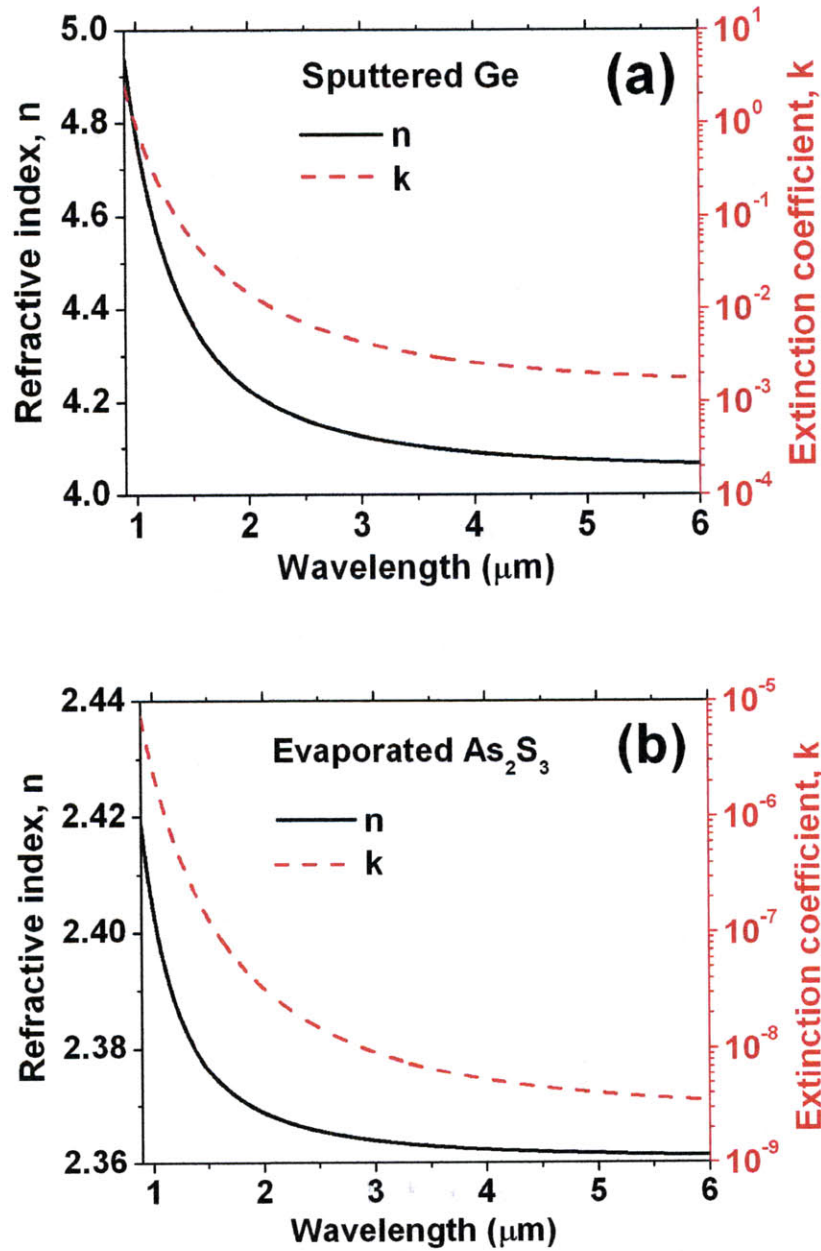 5.0
4.8
4.6
4.4
4.2
4.0
Refractive index, n
Sputtered Ge
(a)
n
k
10¹
10⁰
10⁻¹
10⁻²
10⁻³
10⁻⁴
Extinction coefficient, k
1 2 3 4 5 6
Wavelength (μm)
2.44
2.42
2.40
2.38
2.36
Refractive index, n
Evaporated As₂S₃
(b)
n
k
10⁻⁵
10⁻⁶
10⁻⁷
10⁻⁸
10⁻⁹
Extinction coefficient, k
1 2 3 4 5 6
Wavelength (μm)